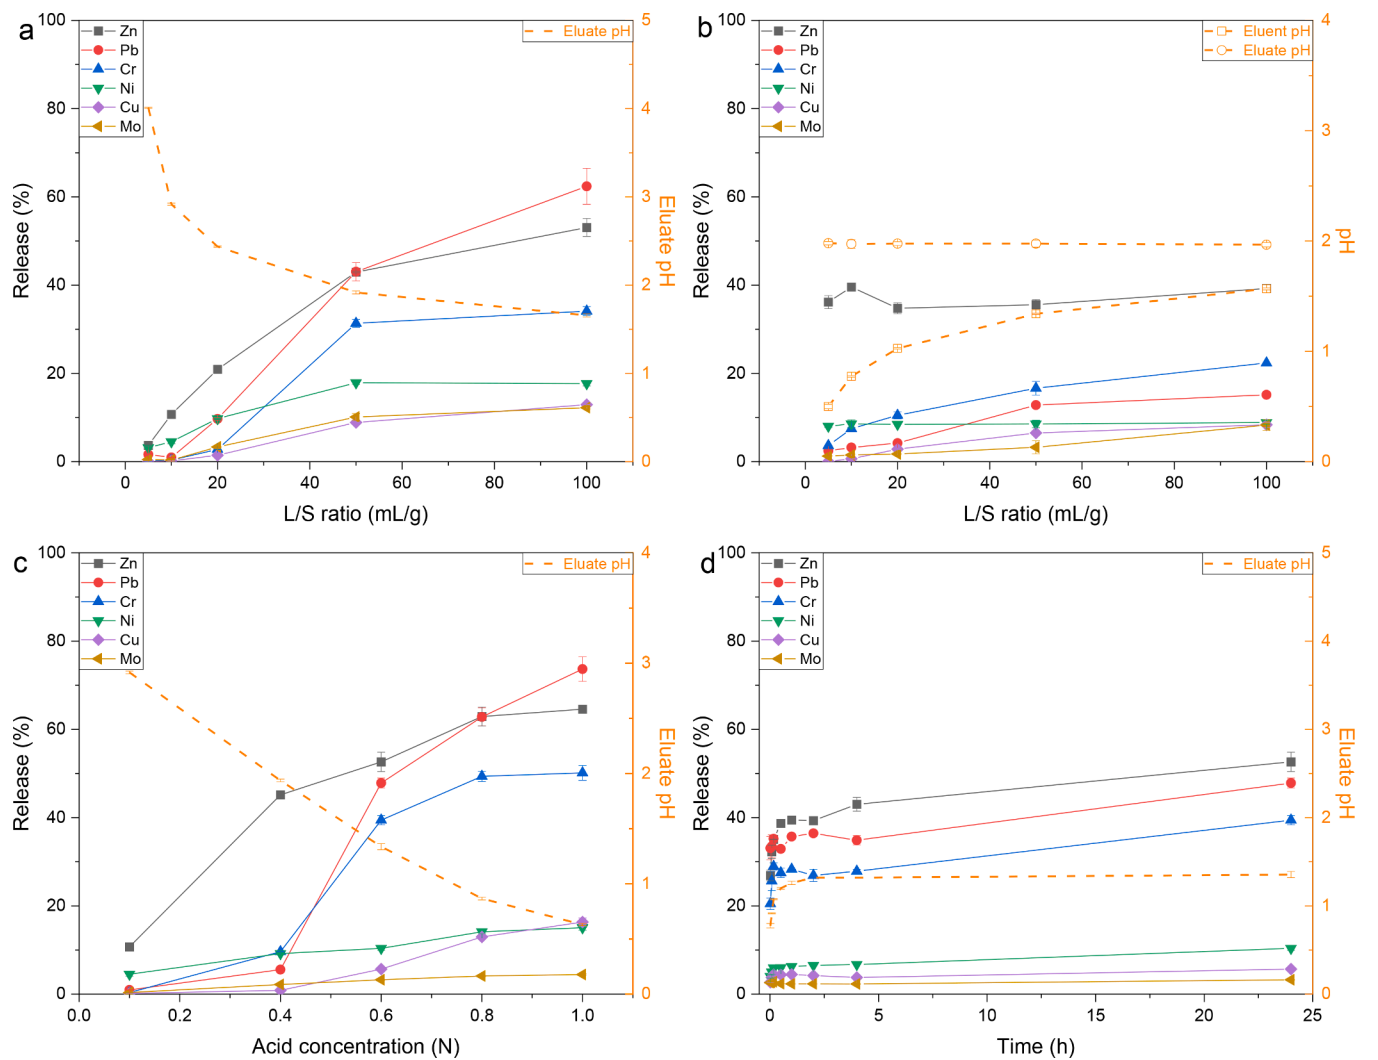 a
Zn
Pb
Cr
Ni
Cu
Mo
Eluate pH
100
80
60
40
20
0
Release (%)
5
4
3
2
1
0
Eluate pH
0 20 40 60 80 100
L/S ratio (mL/g)
b
Zn
Pb
Cr
Ni
Cu
Mo
Eluent pH
Eluate pH
100
80
60
40
20
0
Release (%)
4
3
2
1
0
pH
0 20 40 60 80 100
L/S ratio (mL/g)
c
Zn
Pb
Cr
Ni
Cu
Mo
Eluate pH
100
80
60
40
20
0
Release (%)
4
3
2
1
0
Eluate pH
0.0 0.2 0.4 0.6 0.8 1.0
Acid concentration (N)
d
Zn
Pb
Cr
Ni
Cu
Mo
Eluate pH
100
80
60
40
20
0
Release (%)
5
4
3
2
1
0
Eluate pH
0 5 10 15 20 25
Time (h)